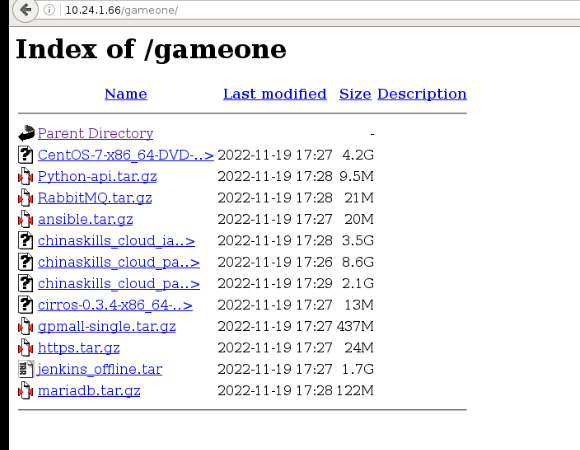 10.24.1.66/gameone/
Index of /gameone
Name Last modified Size Description
Parent Directory -
CentOS-7-x86_64-DVD-..> 2022-11-19 17:27 4.2G
Python-api.tar.gz 2022-11-19 17:28 9.5M
RabbitMQ.tar.gz 2022-11-19 17:28 21M
ansible.tar.gz 2022-11-19 17:27 20M
chinaskills_cloud_ia..> 2022-11-19 17:28 3.5G
chinaskills_cloud_pa..> 2022-11-19 17:26 8.6G
chinaskills_cloud_pa..> 2022-11-19 17:29 2.1G
cirros-0.3.4-x86_64-..> 2022-11-19 17:27 13M
gpmall-single.tar.gz 2022-11-19 17:27 437M
https.tar.gz 2022-11-19 17:27 24M
jenkins_offline.tar 2022-11-19 17:27 1.7G
mariadb.tar.gz 2022-11-19 17:28 122M